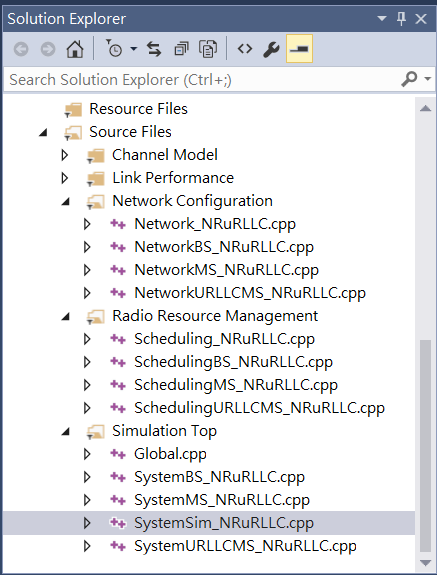 Solution Explorer
Search Solution Explorer (Ctrl+;)
Resource Files
Source Files
Channel Model
Link Performance
Network Configuration
Network_NRuRLLC.cpp
NetworkBS_NRuRLLC.cpp
NetworkMS_NRuRLLC.cpp
NetworkURLLCMS_NRuRLLC.cpp
Radio Resource Management
Scheduling_NRuRLLC.cpp
SchedulingBS_NRuRLLC.cpp
SchedulingMS_NRuRLLC.cpp
SchedulingURLLCMS_NRuRLLC.cpp
Simulation Top
Global.cpp
SystemBS_NRuRLLC.cpp
SystemMS_NRuRLLC.cpp
SystemSim_NRuRLLC.cpp
SystemURLLCMS_NRuRLLC.cpp